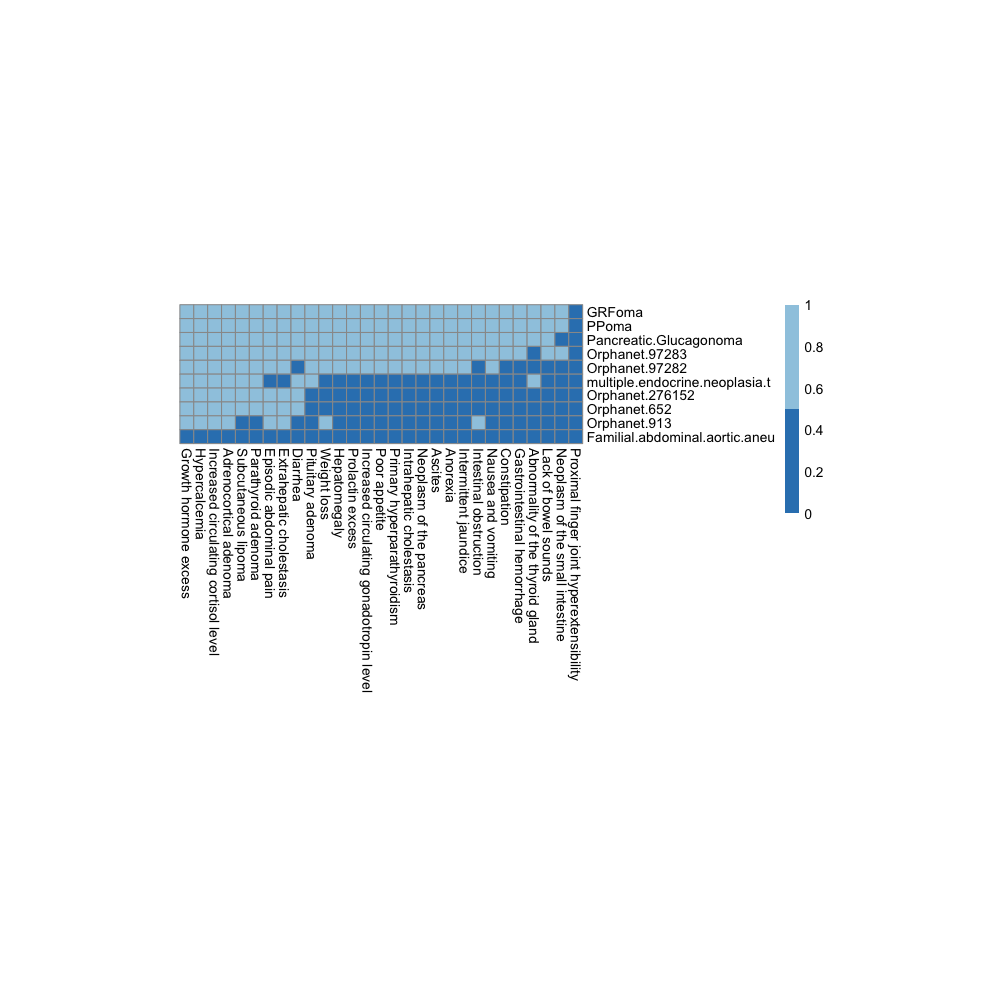 GRFoma
PPoma
Pancreatic.Glucagonoma
Orphanet.97283
Orphanet.97282
multiple.endocrine.neoplasia.t
Orphanet.276152
Orphanet.652
Orphanet.913
Familial.abdominal.aortic.aneu
1
0.8
0.6
0.4
0.2
0
Growth hormone excess
Hypercalcemia
Increased circulating cortisol level
Adrenocortical adenoma
Subcutaneous lipoma
Parathyroid adenoma
Episodic abdominal pain
Extrahepatic cholestasis
Diarrhea
Pituitary adenoma
Weight loss
Hepatomegaly
Prolactin excess
Increased circulating gonadotropin level
Poor appetite
Primary hyperparathyroidism
Intrahepatic cholestasis
Neoplasm of the pancreas
Ascites
Anorexia
Intermittent jaundice
Intestinal obstruction
Nausea and vomiting
Constipation
Gastrointestinal hemorrhage
Abnormality of the thyroid gland
Lack of bowel sounds
Neoplasm of the small intestine
Proximal finger joint hyperextensibility